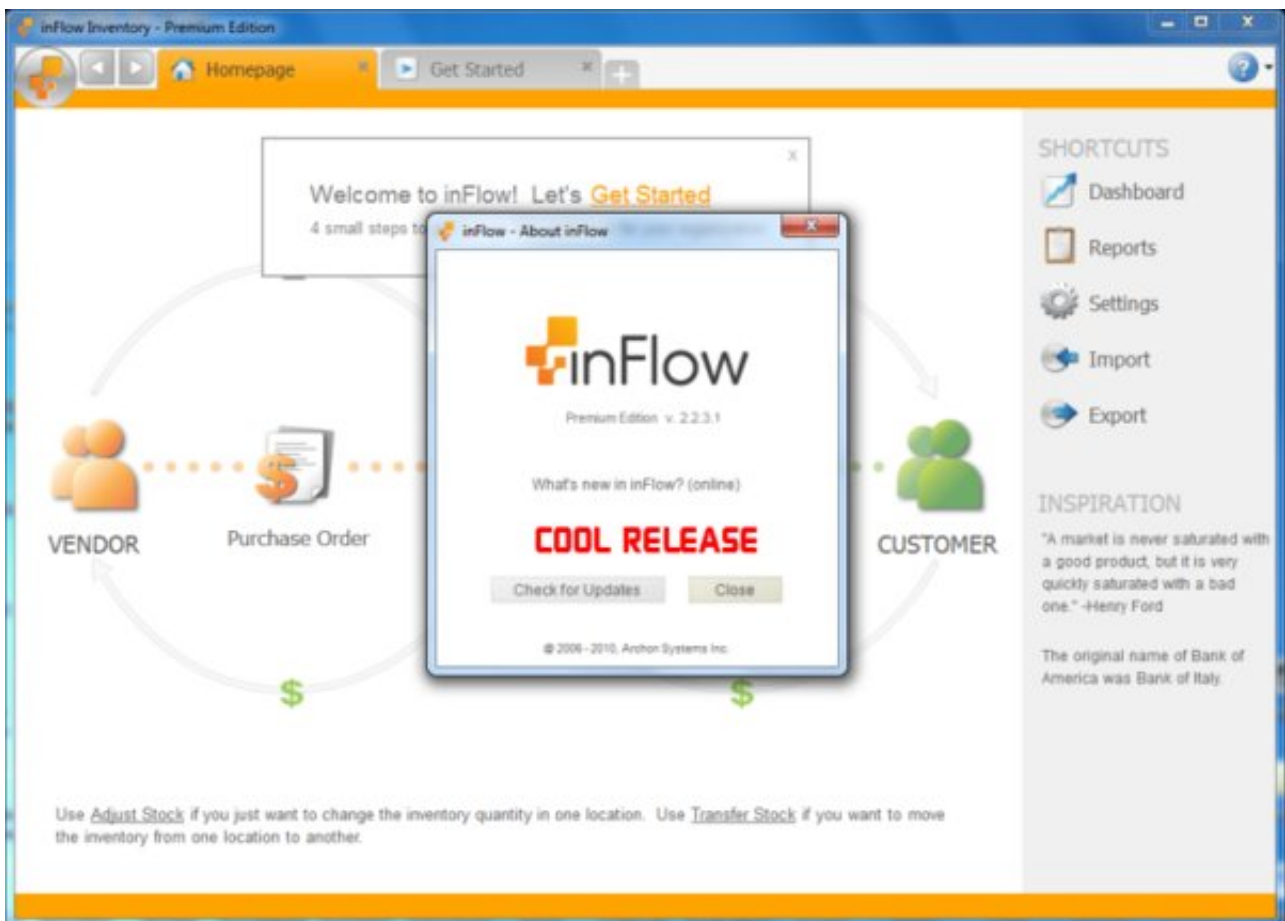 inFlow Inventory - Premium Edition
Homepage
Get Started
Welcome to inFlow! Let's Get Started
4 small steps to
inFlow - About inFlow
inFlow
Premium Edition v. 2.2.3.1
What's new in inFlow? (online)
COOL RELEASE
Check for Updates
Close
@ 2006 - 2010, Archon Systems Inc.
VENDOR
Purchase Order
CUSTOMER
$
$
Use Adjust Stock if you just want to change the inventory quantity in one location. Use Transfer Stock if you want to move
the inventory from one location to another.
SHORTCUTS
Dashboard
Reports
Settings
Import
Export
INSPIRATION
"A market is never saturated with
a good product, but it is very
quickly saturated with a bad
one." -Henry Ford
The original name of Bank of
America was Bank of Italy.